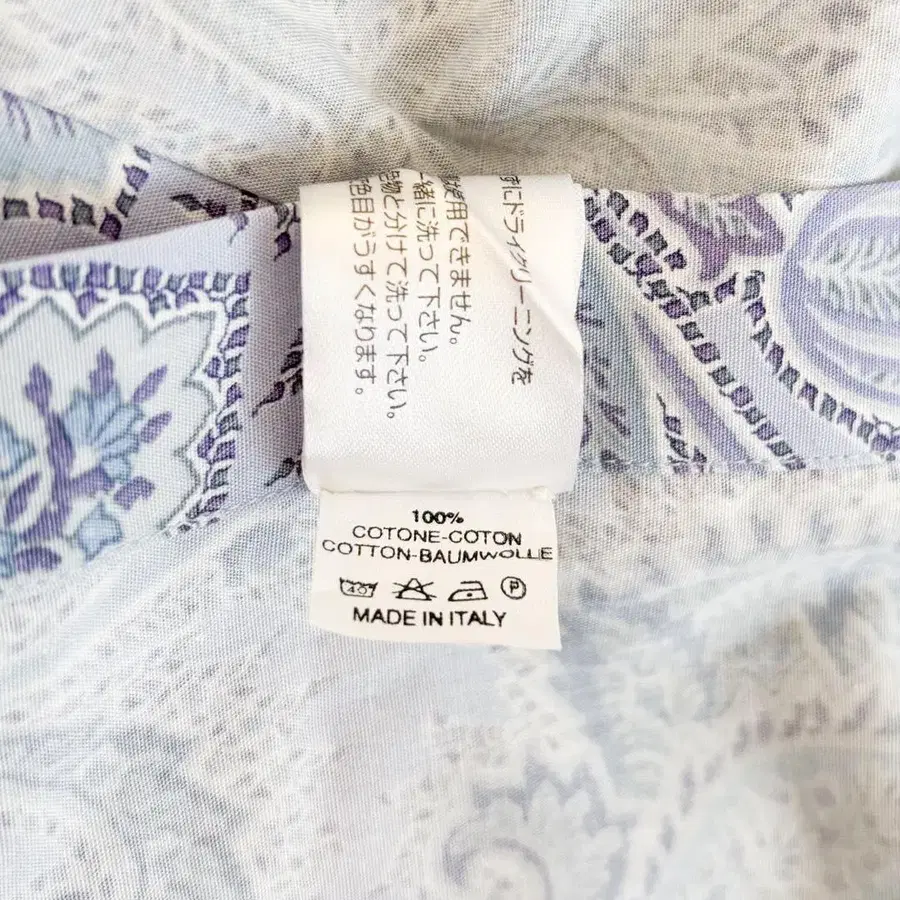 ずにドライクリーニングを
使用できません。
一緒に洗って下さい。
物と分けて洗って下さい。
色目がうすくなります。
100%
COTONE-COTON
COTTON-BAUMWOLLE
40°
P
MADE IN ITALY